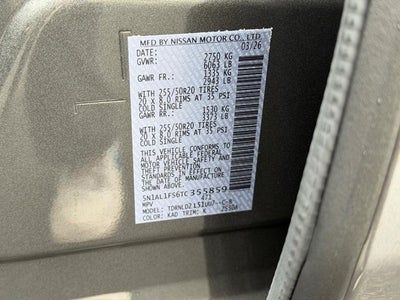 MFD BY NISSAN MOTOR CO., LTD
03/26
GVWR: 2750 KG
6063 LB
GAWR FR: 1335 KG
2943 LB
WITH 255/50R20 TIRES
20 x 8.0 RIMS AT 35 PSI
COLD SINGLE
GAWR RR: 1530 KG
3373 LB
WITH 255/50R20 TIRES
20 x 8.0 RIMS AT 35 PSI
COLD SINGLE
THIS VEHICLE CONFORMS TO
ALL APPLICABLE FEDERAL
MOTOR VEHICLE SAFETY AND
THEFT PREVENTION
STANDARDS IN EFFECT ON
THE DATE OF MANUFACTURE
SHOWN ABOVE
5N1AL1FS6TC355859
MPV 471
MODEL:
COLOR: KAD TRIM: K